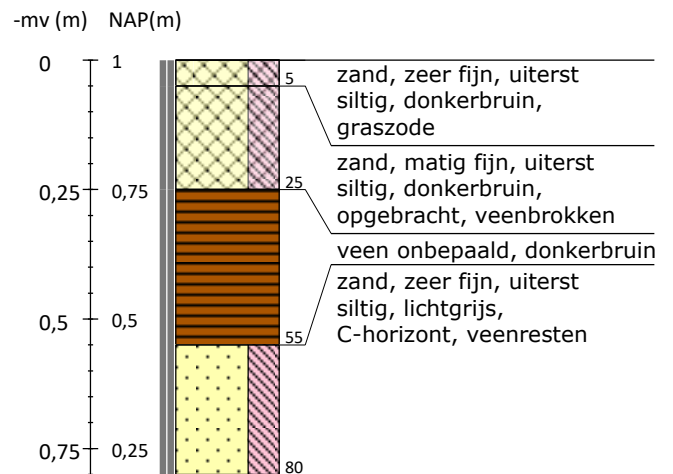 -mv (m) NAP(m)
0 1
5
zand, zeer fijn, uiterst
siltig, donkerbruin,
graszode
0,25 0,75
25
zand, matig fijn, uiterst
siltig, donkerbruin,
opgebracht, veenbrokken
veen onbepaald, donkerbruin
0,5 0,5
55
zand, zeer fijn, uiterst
siltig, lichtgrijs,
C-horizont, veenresten
0,75 0,25
80